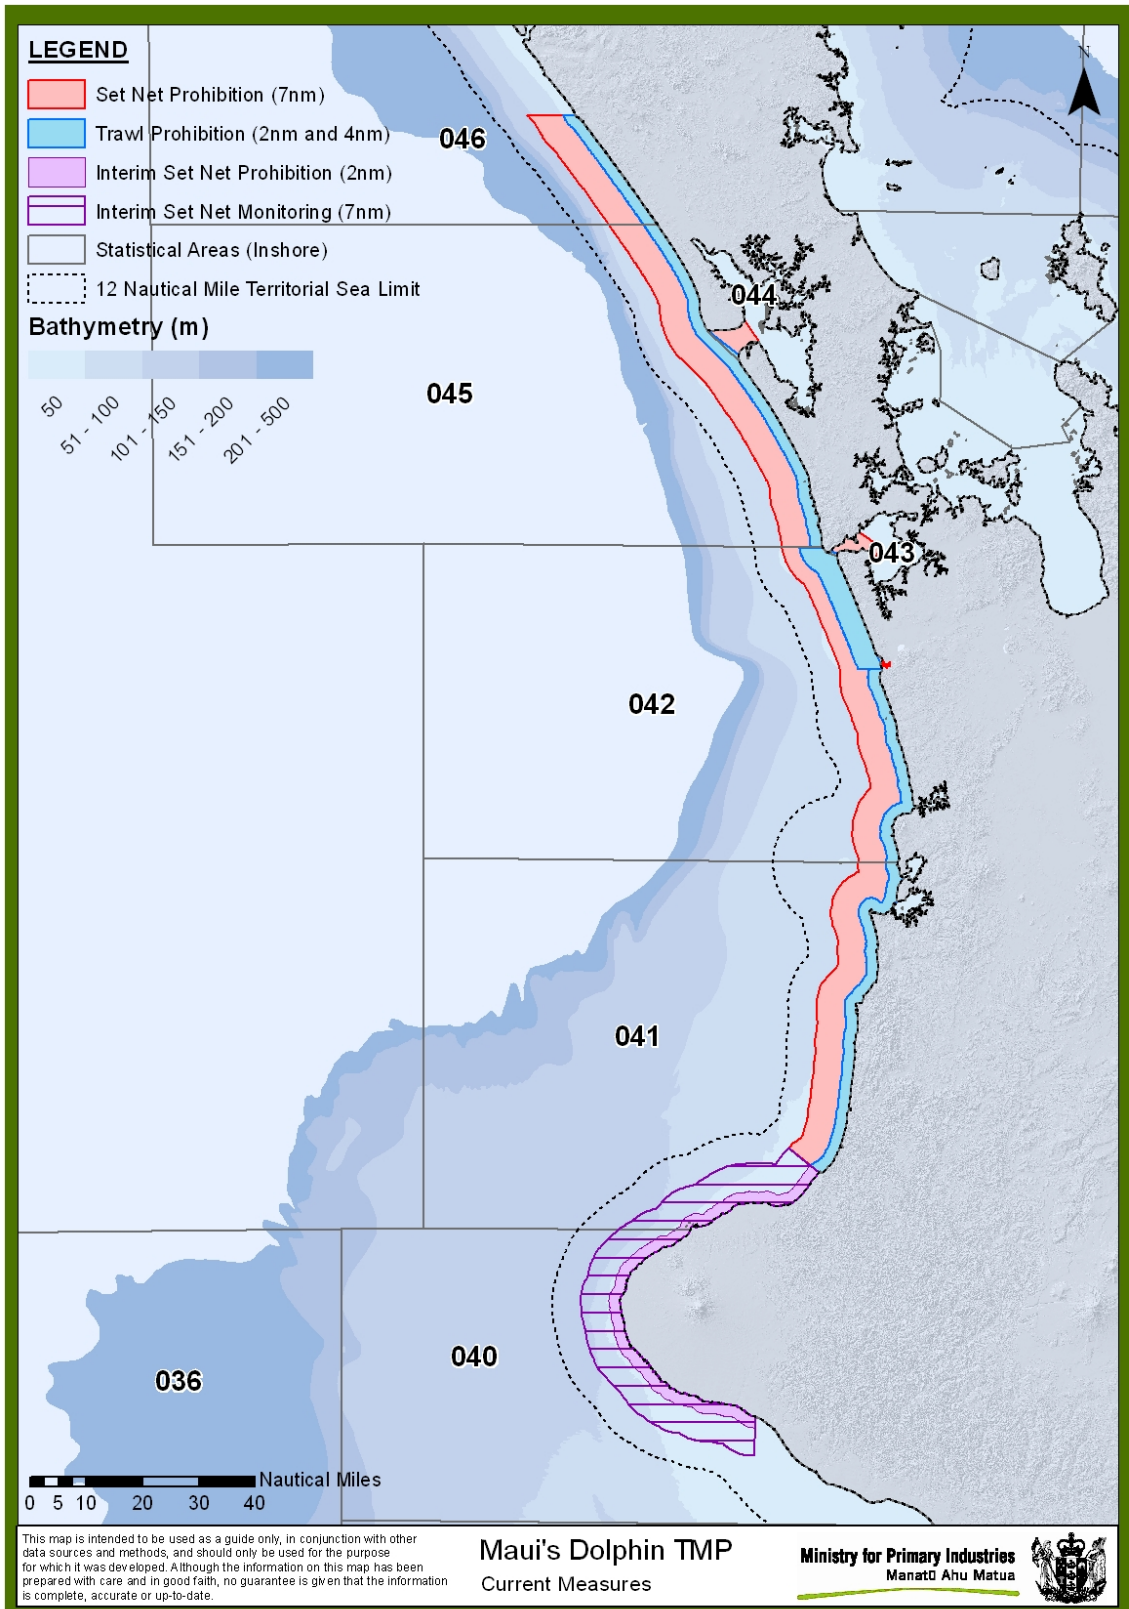 LEGEND
Set Net Prohibition (7nm)
Trawl Prohibition (2nm and 4nm)
Interim Set Net Prohibition (2nm)
Interim Set Net Monitoring (7nm)
Statistical Areas (Inshore)
12 Nautical Mile Territorial Sea Limit
Bathymetry (m)
50
51 - 100
101 - 150
151 - 200
201 - 500
N
046
044
045
043
042
041
040
036
Nautical Miles
0 5 10 20 30 40
This map is intended to be used as a guide only, in conjunction with other
data sources and methods, and should only be used for the purpose
for which it was developed. Although the information on this map has been
prepared with care and in good faith, no guarantee is given that the information
is complete, accurate or up-to-date.
Maui's Dolphin TMP
Current Measures
Ministry for Primary Industries
Manatū Ahu Matua